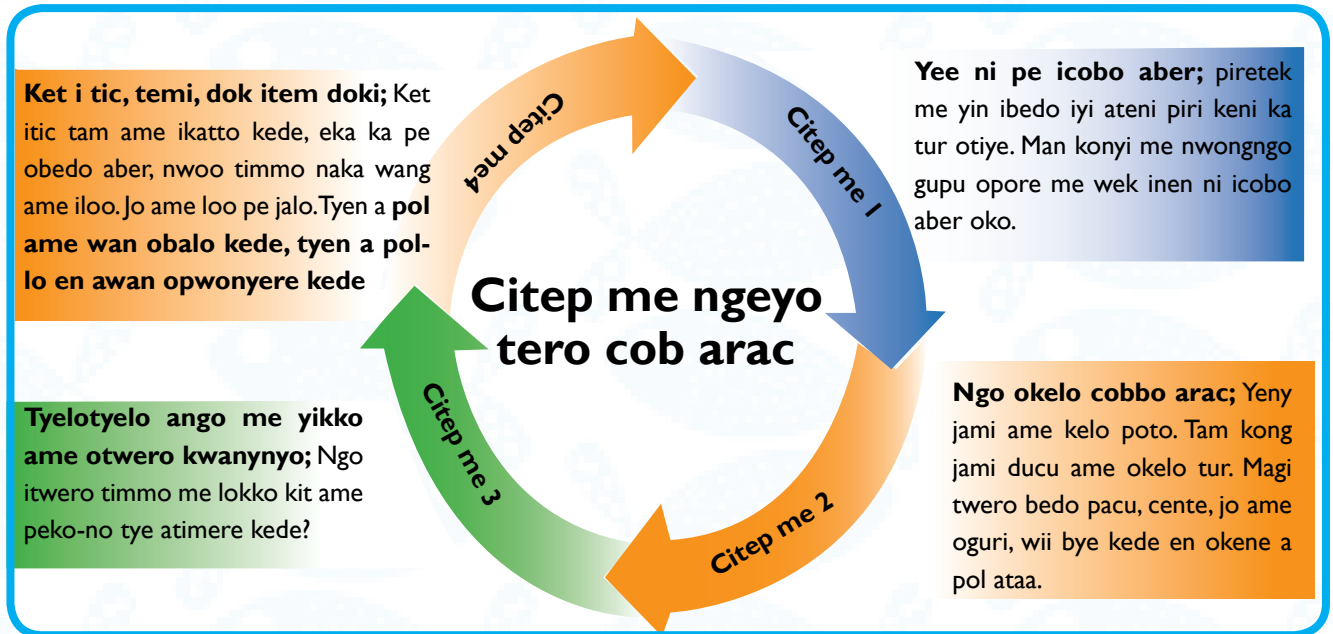 Citep me ngeyo
tero cob arac
Citep me 1
Yee ni pe icobo aber; piretek
me yin ibedo iyi ateni piri keni ka
tur otiye. Man konyi me nwongngo
gupu opore me wek inen ni icobo
aber oko.
Citep me 2
Ngo okelo cobbo arac; Yeny
jami ame kelo poto. Tam kong
jami ducu ame okelo tur. Magi
twero bedo pacu, cente, jo ame
oguri, wii bye kede en okene a
pol ataa.
Citep me 3
Tyelotyelo ango me yikko
ame otwero kwanynyo; Ngo
itwero timmo me lokko kit ame
peko-no tye atimere kede?
Citep me4
Ket i tic, temi, dok item doki; Ket
itic tam ame ikatto kede, eka ka pe
obedo aber, nwoo timmo naka wang
ame iloo. Jo ame loo pe jalo. Tyen a pol
ame wan obalo kede, tyen a pol-
lo en awan opwonyere kede